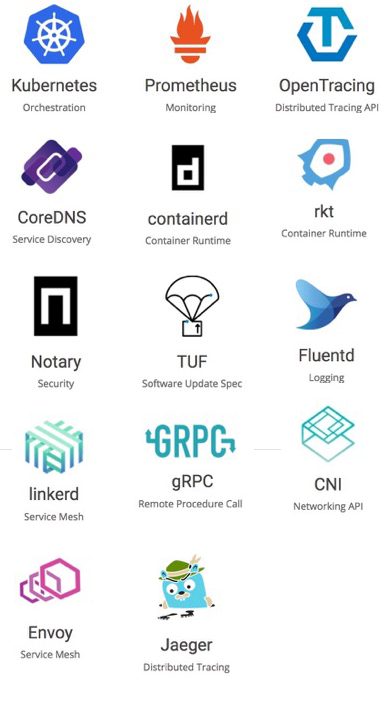 Kubernetes
Orchestration
Prometheus
Monitoring
OpenTracing
Distributed Tracing API
CoreDNS
Service Discovery
d
containerd
Container Runtime
rkt
Container Runtime
Notary
Security
TUF
Software Update Spec
Fluentd
Logging
linkerd
Service Mesh
GRPC
gRPC
Remote Procedure Call
CNI
Networking API
Envoy
Service Mesh
Jaeger
Distributed Tracing